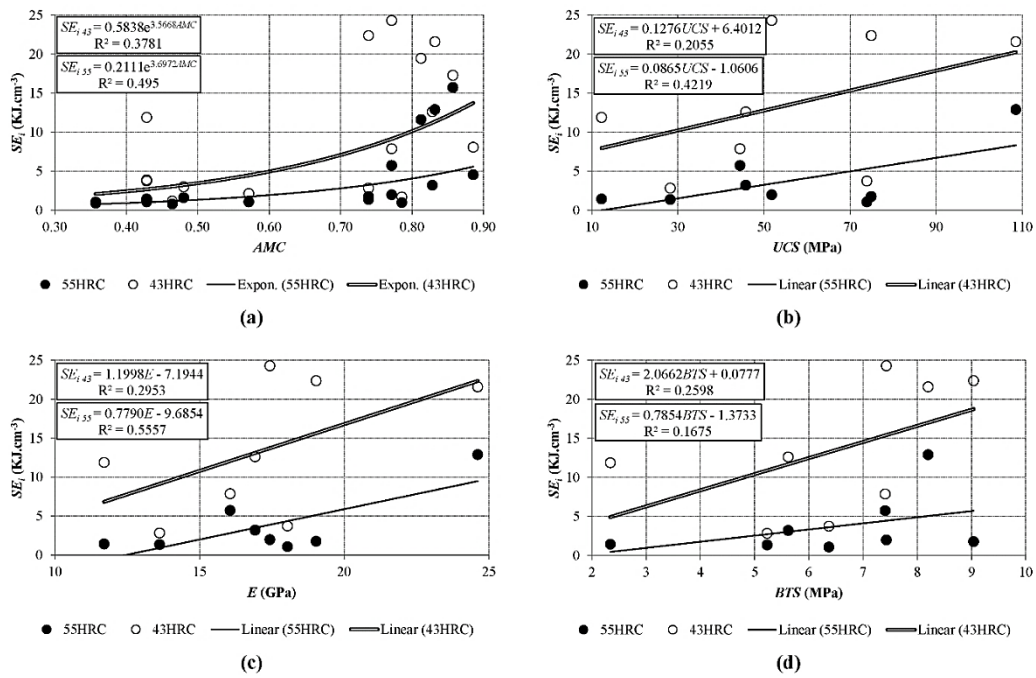 SEi 43 = 0.5838e^3.5668AMC
R² = 0.3781
SEi 55 = 0.2111e^3.6972AMC
R² = 0.495
SEi (KJ.cm-3)
25
20
15
10
5
0
0.30 0.40 0.50 0.60 0.70 0.80 0.90
AMC
55HRC 43HRC Expon. (55HRC) Expon. (43HRC)
(a)
SEi 43 = 0.1276UCS + 6.4012
R² = 0.2055
SEi 55 = 0.0865UCS - 1.0606
R² = 0.4219
SEi (KJ.cm-3)
25
20
15
10
5
0
10 30 50 70 90 110
UCS (MPa)
55HRC 43HRC Linear (55HRC) Linear (43HRC)
(b)
SEi 43 = 1.1998E - 7.1944
R² = 0.2953
SEi 55 = 0.7790E - 9.6854
R² = 0.5557
SEi (KJ.cm-3)
25
20
15
10
5
0
10 15 20 25
E (GPa)
55HRC 43HRC Linear (55HRC) Linear (43HRC)
(c)
SEi 43 = 2.0662BTS + 0.0777
R² = 0.2598
SEi 55 = 0.7854BTS - 1.3733
R² = 0.1675
SEi (KJ.cm-3)
25
20
15
10
5
0
2 3 4 5 6 7 8 9 10
BTS (MPa)
55HRC 43HRC Linear (55HRC) Linear (43HRC)
(d)